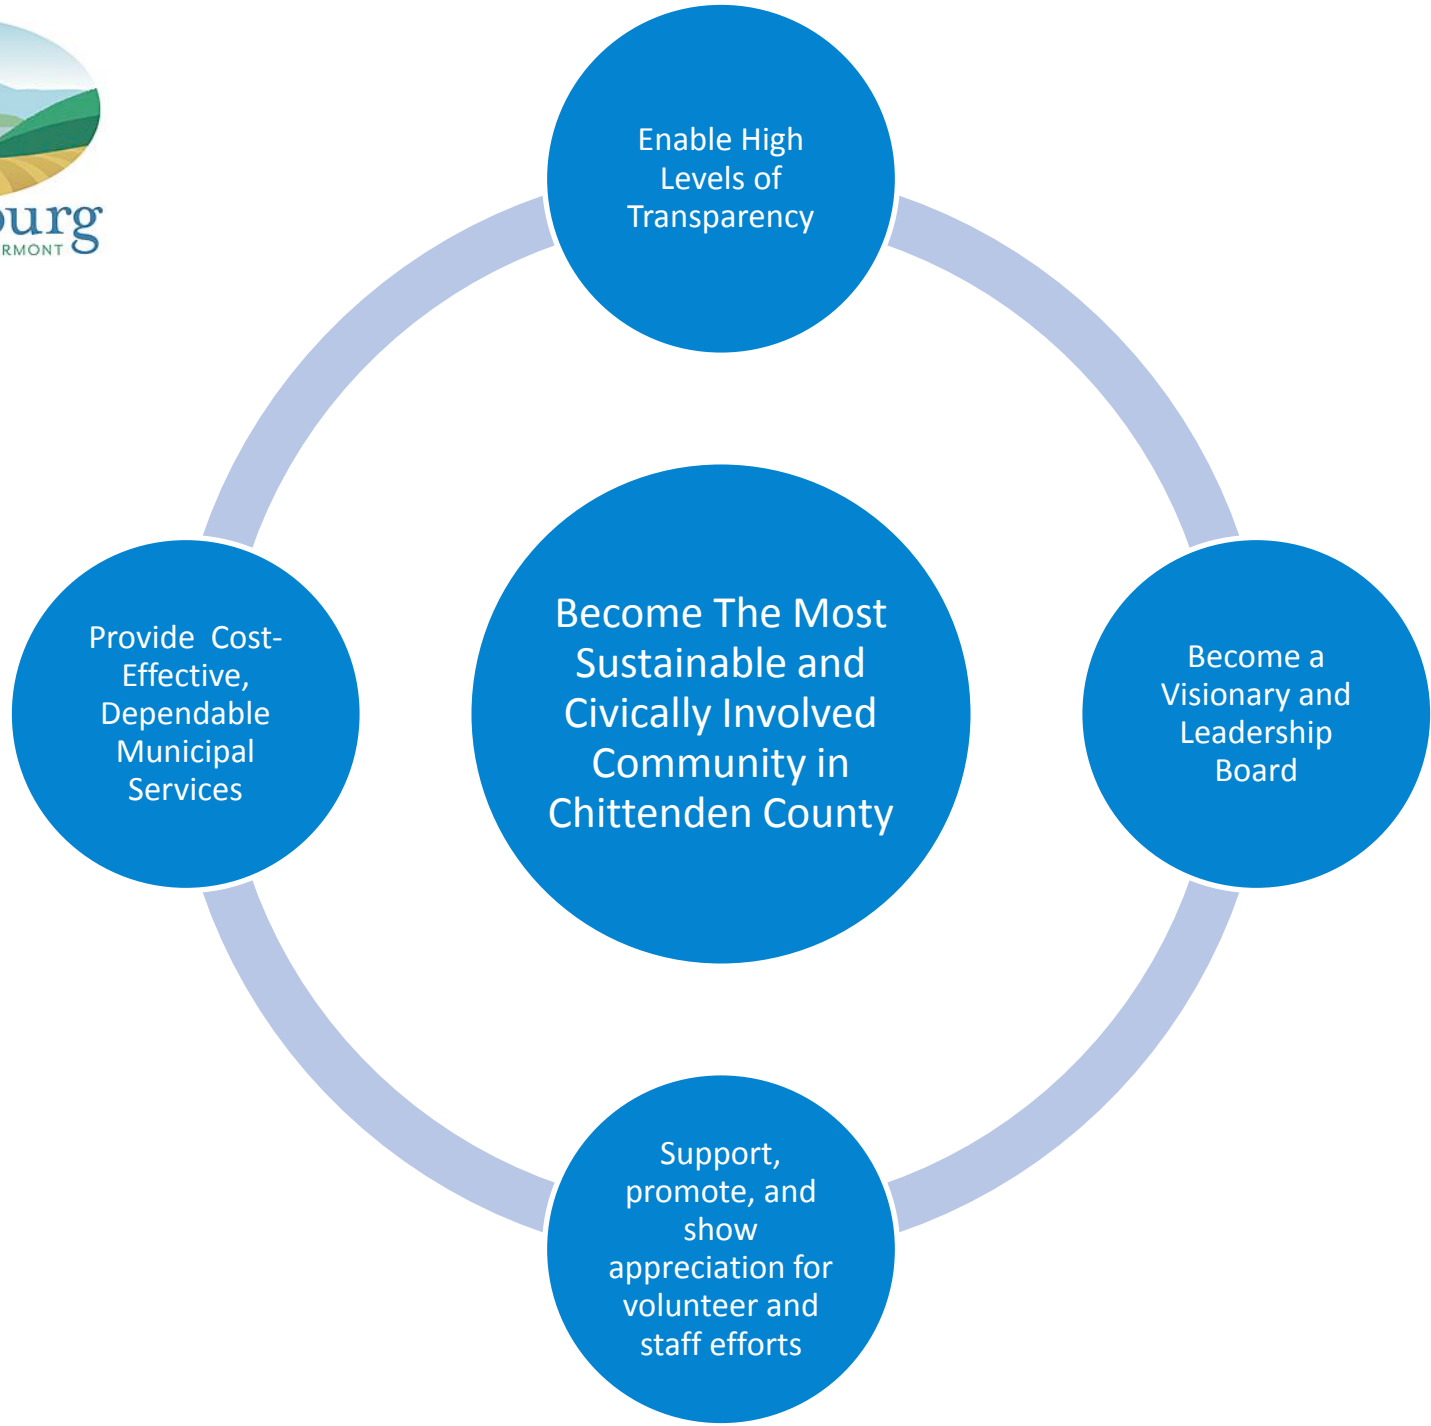 burg
RMONT
Enable High
Levels of
Transparency
Become The Most
Sustainable and
Civically Involved
Community in
Chittenden County
Provide  Cost-
Effective,
Dependable
Municipal
Services
Become a
Visionary and
Leadership
Board
Support,
promote, and
show
appreciation for
volunteer and
staff efforts